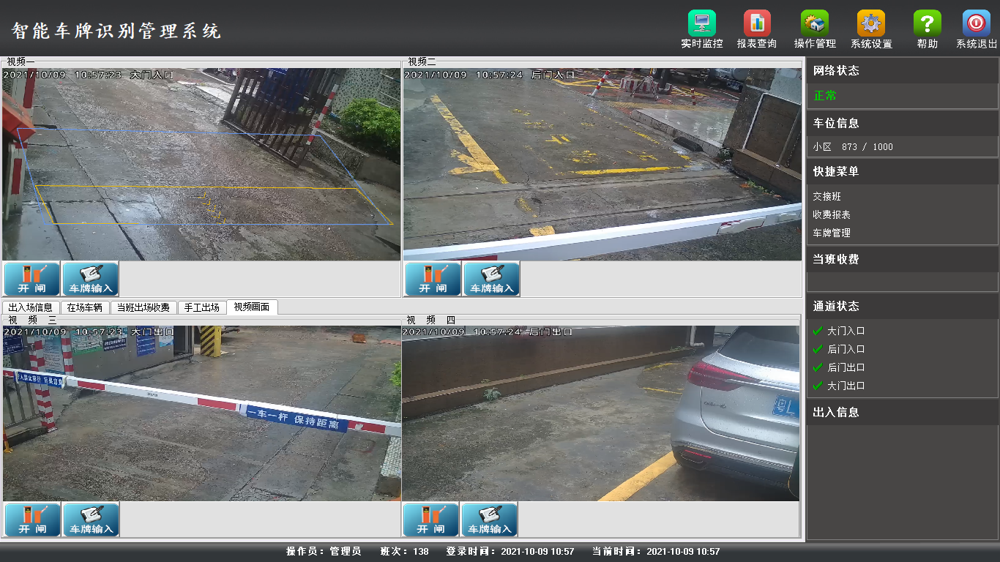 智能车牌识别管理系统
实时监控 报表查询 操作管理 系统设置 帮助 系统退出
视频一
2021/10/09 10:57:23 大门入口
开 闸
车牌输入
视频二
2021/10/09 10:57:24 后门入口
开 闸
车牌输入
出入场信息 在场车辆 当班出场收费 手工出场 视频画面
视 频 三
2021/10/09 10:57:23 大门出口
一车一杆 保持距离
开 闸
车牌输入
视 频 四
2021/10/09 10:57:24 后门出口
粤L
开 闸
车牌输入
网络状态
正常
车位信息
小区 873 / 1000
快捷菜单
交接班
收费报表
车牌管理
当班收费
通道状态
大门入口
后门入口
后门出口
大门出口
出入信息
操作员：管理员 班次：138 登录时间：2021-10-09 10:57 当前时间：2021-10-09 10:57